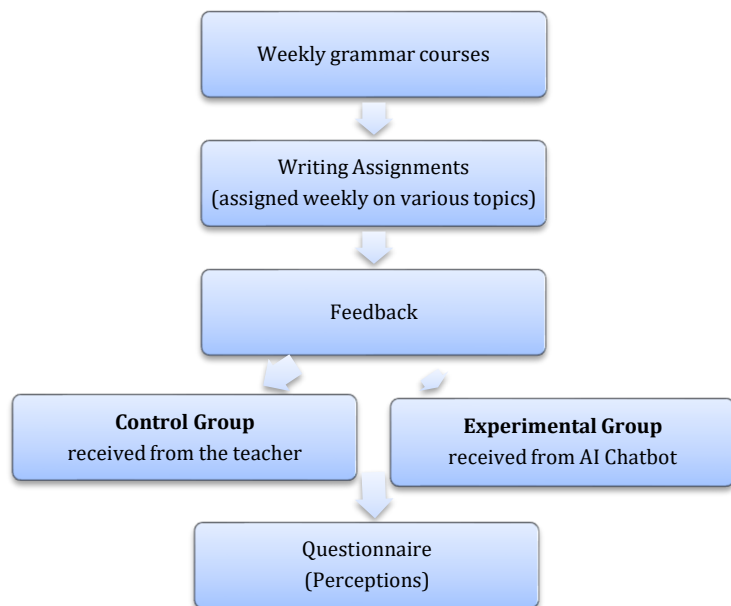 Weekly grammar courses
Writing Assignments
(assigned weekly on various topics)
Feedback
Control Group
received from the teacher
Experimental Group
received from AI Chatbot
Questionnaire
(Perceptions)